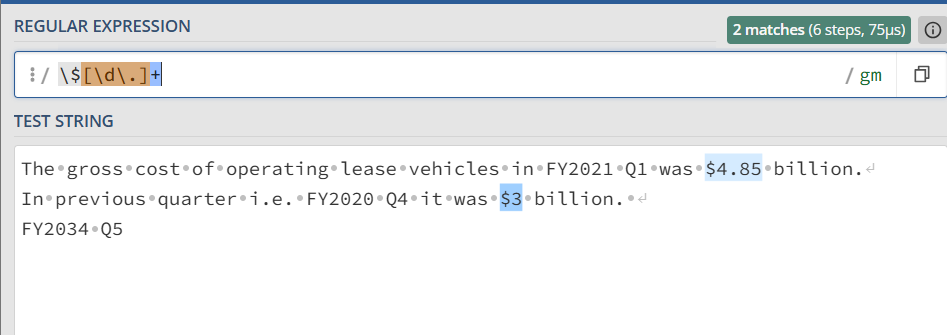 REGULAR EXPRESSION
2 matches (6 steps, 75μs)
/ \$[\d\.]+ / gm
TEST STRING
The·gross·cost·of·operating·lease·vehicles·in·FY2021·Q1·was·$4.85·billion.↵
In·previous·quarter·i.e.·FY2020·Q4·it·was·$3·billion.·↵
FY2034·Q5